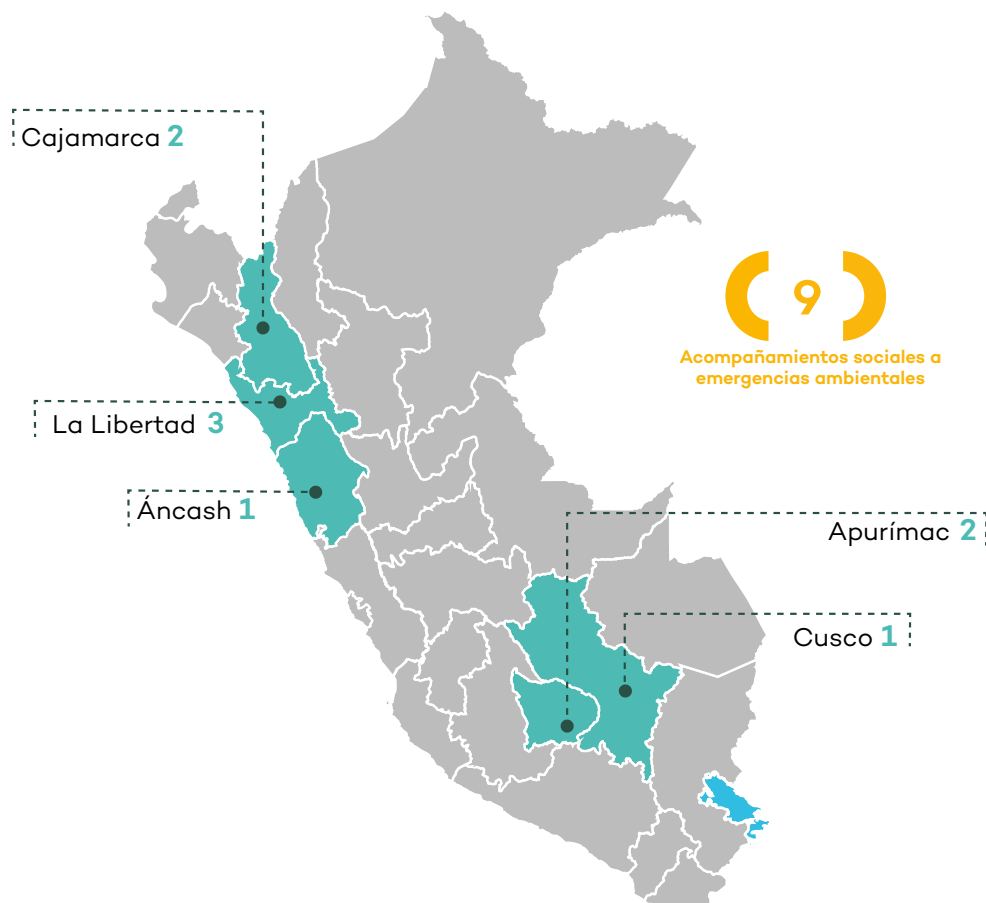 Cajamarca 2
9
Acompañamientos sociales a
emergencias ambientales
La Libertad 3
Áncash 1
Apurímac 2
Cusco 1